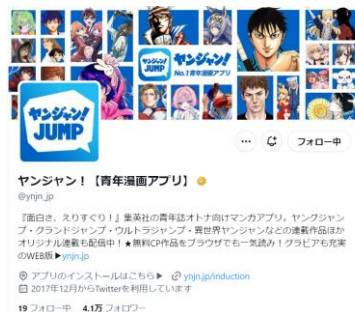 ヤンジャン!
JUMP
No.1青年漫画アプリ
ヤンジャン!
JUMP
フォロー中
ヤンジャン!【青年漫画アプリ】
@ynjn_jp
『面白さ、えりすぐり!』集英社の青年誌オトナ向けマンガアプリ。ヤングジャン
プ・グランドジャンプ・ウルトラジャンプ・異世界ヤンジャンなどの連載作品ほか
オリジナル連載も配信中!★無料CP作品をブラウザでも一気読み!グラビアも充実
のWEB版▶ynjn.jp
アプリのインストールはこちら▶ ynjn.jp/induction
2017年12月からTwitterを利用しています
19 フォロー中 4.1万 フォロワー